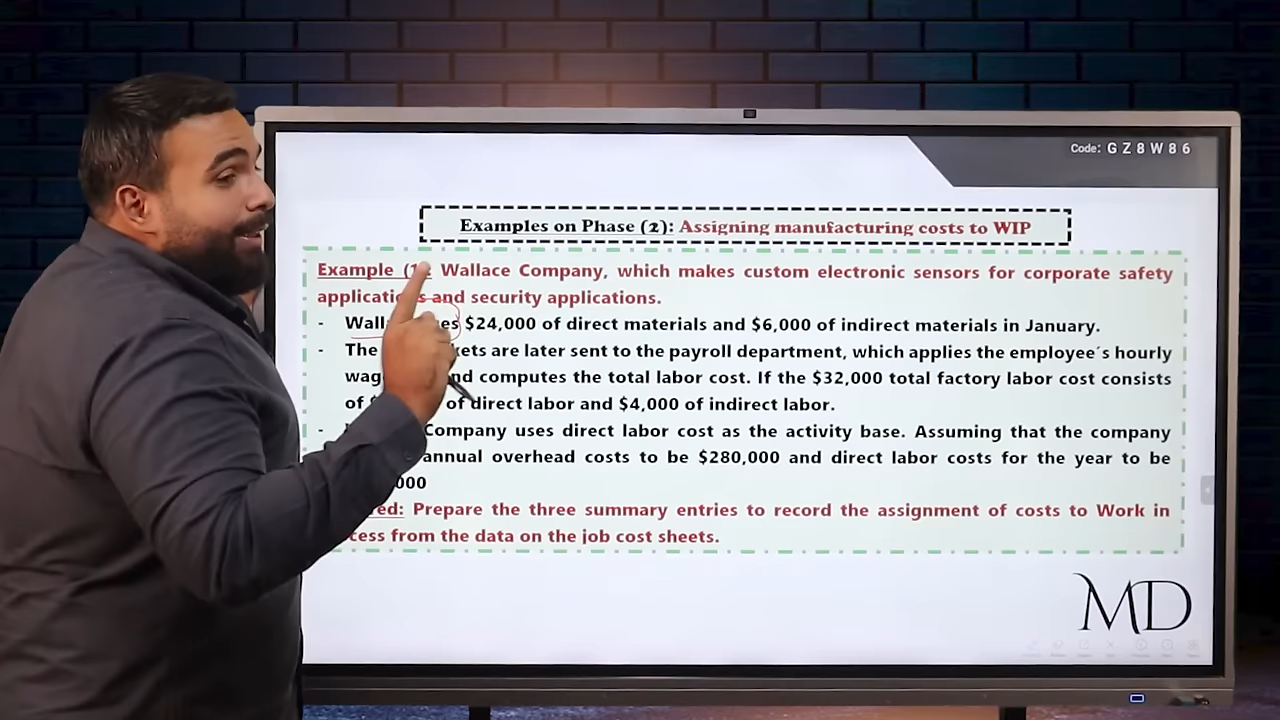 Code: G Z 8 W 8 6
Examples on Phase (2): Assigning manufacturing costs to WIP
Example (1): Wallace Company, which makes custom electronic sensors for corporate safety
applications and security applications.
- $24,000 of direct materials and $6,000 of indirect materials in January.
- The are later sent to the payroll department, which applies the employee´s hourly
and computes the total labor cost. If the $32,000 total factory labor cost consists
of of direct labor and $4,000 of indirect labor.
- Company uses direct labor cost as the activity base. Assuming that the company
annual overhead costs to be $280,000 and direct labor costs for the year to be
Prepare the three summary entries to record the assignment of costs to Work in
from the data on the job cost sheets.
MD